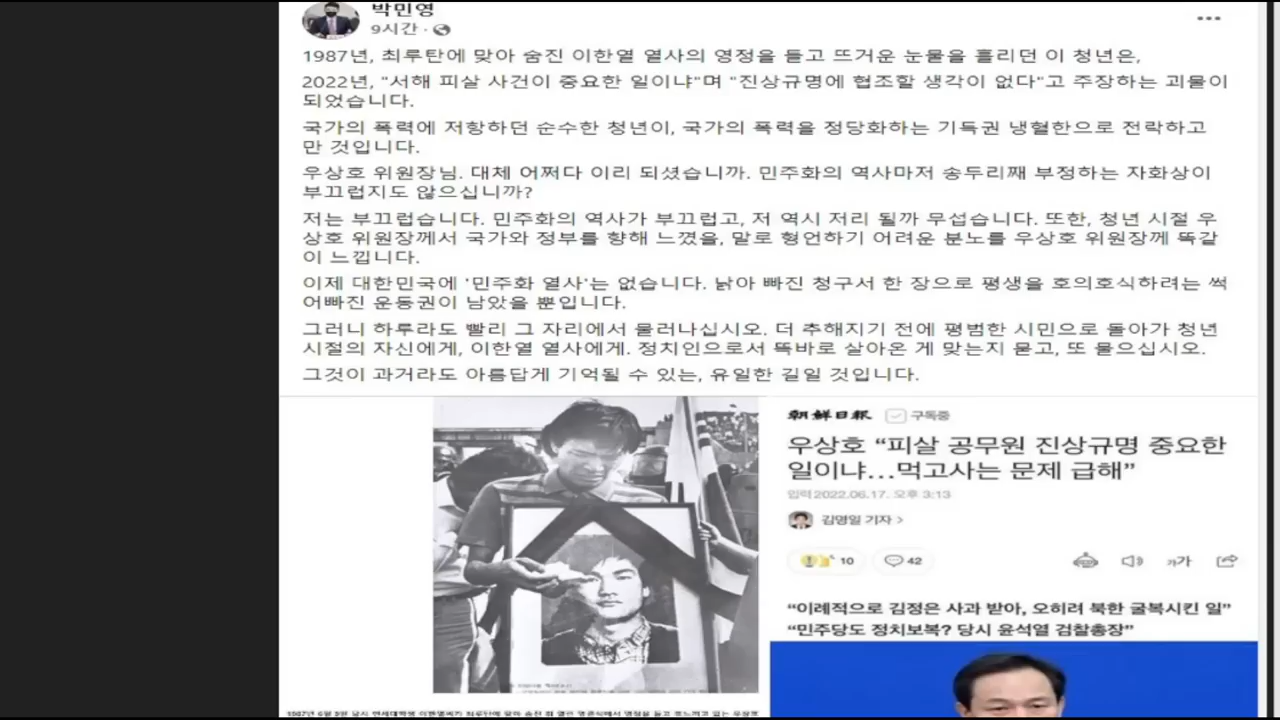 박민영
9시간 ·
1987년, 최루탄에 맞아 숨진 이한열 열사의 영정을 들고 뜨거운 눈물을 흘리던 이 청년은,
2022년, "서해 피살 사건이 중요한 일이냐"며 "진상규명에 협조할 생각이 없다"고 주장하는 괴물이
되었습니다.
국가의 폭력에 저항하던 순수한 청년이, 국가의 폭력을 정당화하는 기득권 냉혈한으로 전락하고
만 것입니다.
우상호 위원장님. 대체 어쩌다 이리 되셨습니까. 민주화의 역사마저 송두리째 부정하는 자화상이
부끄럽지도 않으십니까?
저는 부끄럽습니다. 민주화의 역사가 부끄럽고, 저 역시 저리 될까 무섭습니다. 또한, 청년 시절 우
상호 위원장께서 국가와 정부를 향해 느꼈을, 말로 형언하기 어려운 분노를 우상호 위원장께 똑같
이 느낍니다.
이제 대한민국에 '민주화 열사'는 없습니다. 낡아 빠진 청구서 한 장으로 평생을 호의호식하려는 썩
어빠진 운동권이 남았을 뿐입니다.
그러니 하루라도 빨리 그 자리에서 물러나십시오. 더 추해지기 전에 평범한 시민으로 돌아가 청년
시절의 자신에게, 이한열 열사에게. 정치인으로서 똑바로 살아온 게 맞는지 묻고, 또 물으십시오.
그것이 과거라도 아름답게 기억될 수 있는, 유일한 길일 것입니다.
朝鮮日報 구독중
우상호 “피살 공무원 진상규명 중요한
일이냐…먹고사는 문제 급해”
입력 2022.06.17. 오후 3:13
김명일 기자 >
10 42 가가
“이례적으로 김정은 사과 받아, 오히려 북한 굴복시킨 일”
“민주당도 정치보복? 당시 윤석열 검찰총장”